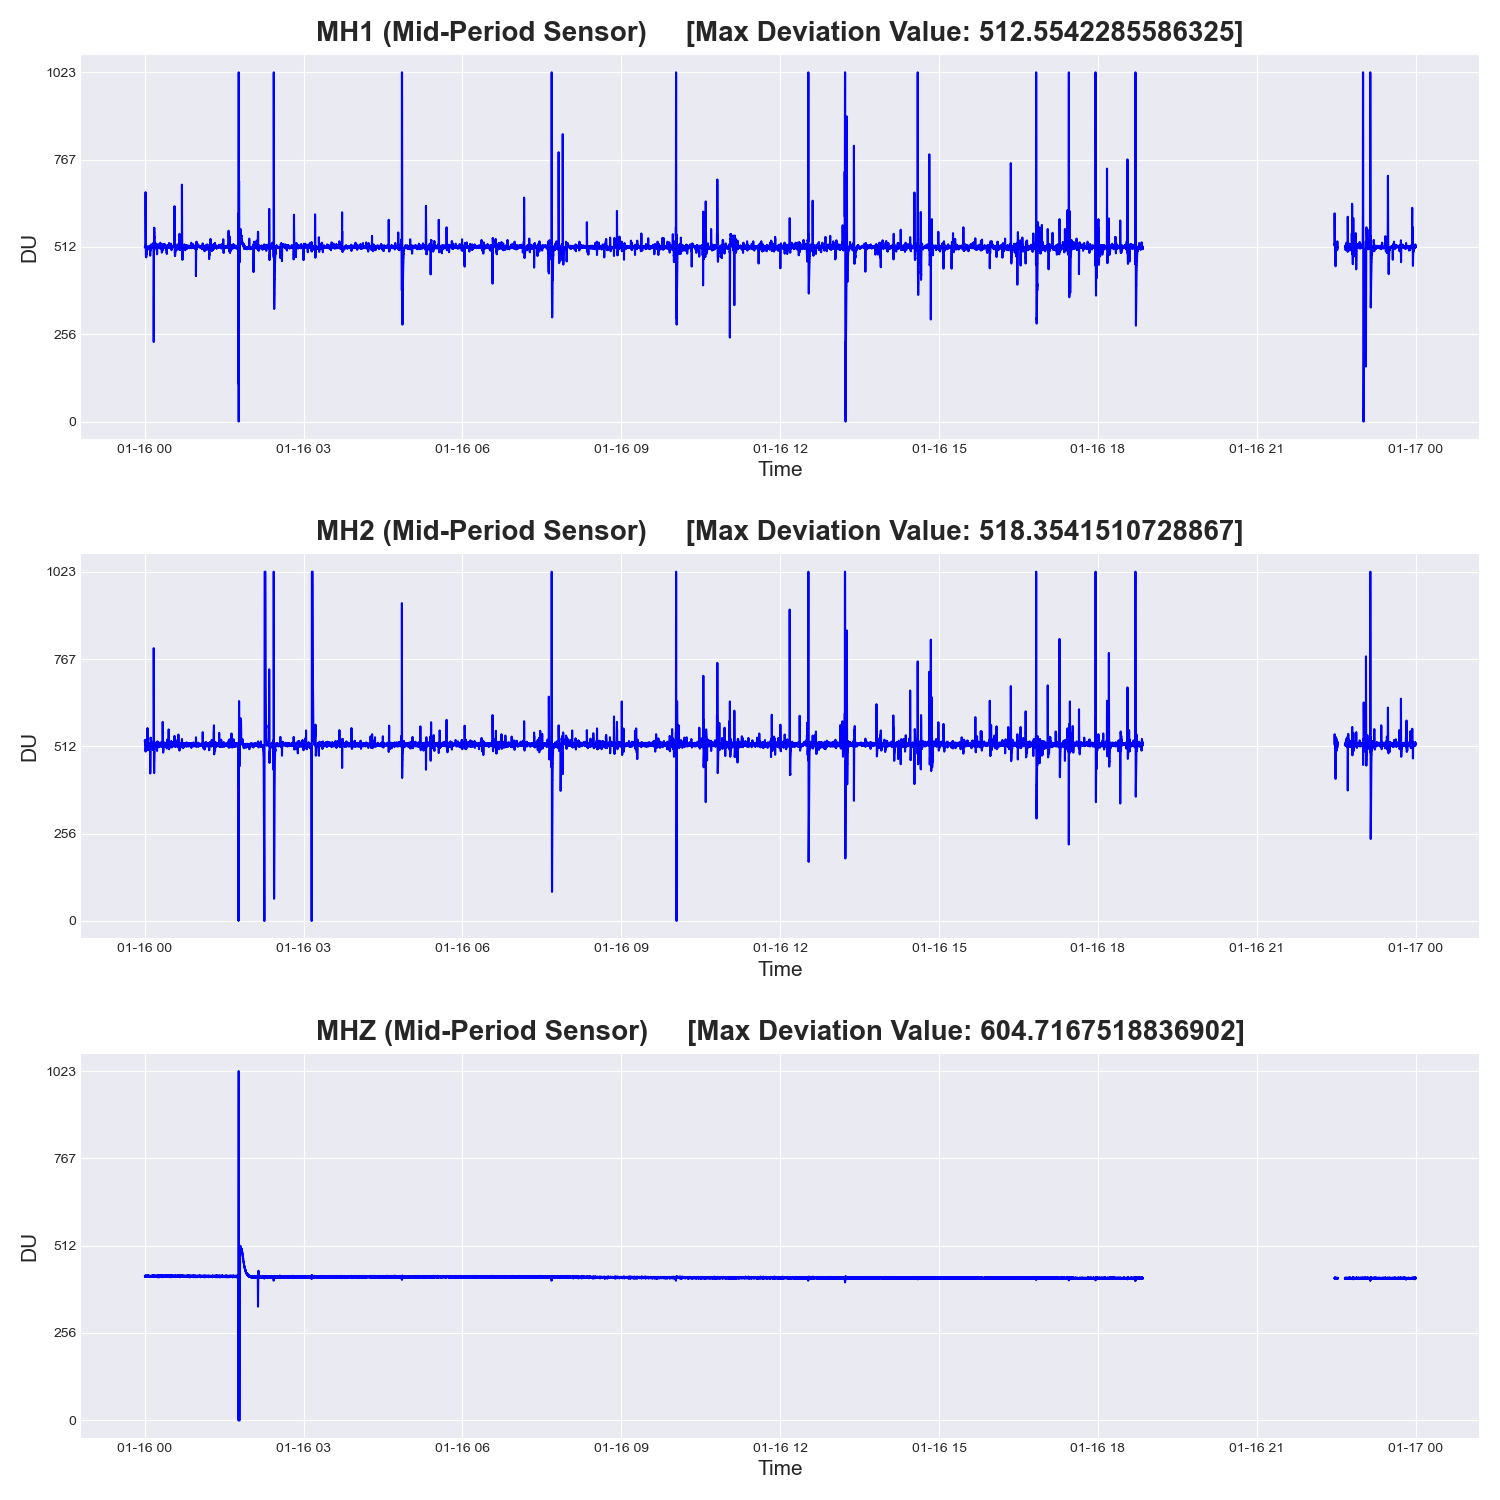 MH1 (Mid-Period Sensor) [Max Deviation Value: 512.5542285586325]
1023
767
512
256
0
DU
01-16 00 01-16 03 01-16 06 01-16 09 01-16 12 01-16 15 01-16 18 01-16 21 01-17 00
Time
MH2 (Mid-Period Sensor) [Max Deviation Value: 518.3541510728867]
1023
767
512
256
0
DU
01-16 00 01-16 03 01-16 06 01-16 09 01-16 12 01-16 15 01-16 18 01-16 21 01-17 00
Time
MHZ (Mid-Period Sensor) [Max Deviation Value: 604.7167518836902]
1023
767
512
256
0
DU
01-16 00 01-16 03 01-16 06 01-16 09 01-16 12 01-16 15 01-16 18 01-16 21 01-17 00
Time